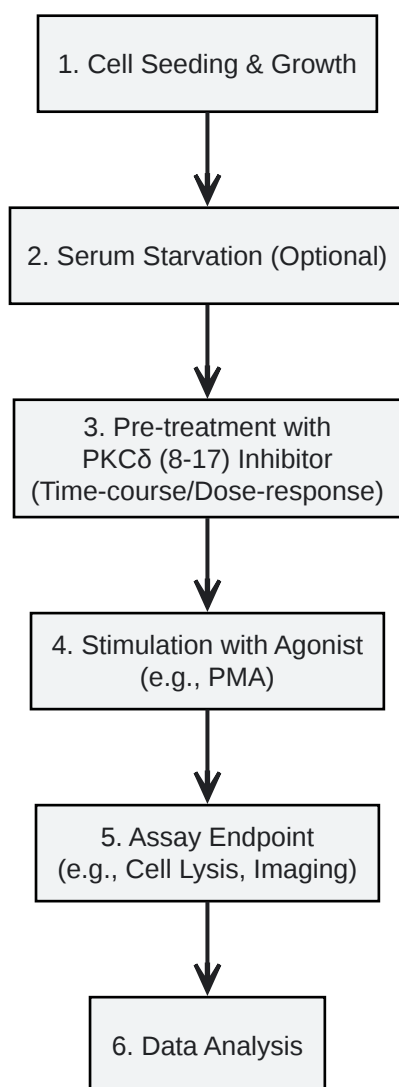 1. Cell Seeding & Growth
2. Serum Starvation (Optional)
3. Pre-treatment with
PKCδ (8-17) Inhibitor
(Time-course/Dose-response)
4. Stimulation with Agonist
(e.g., PMA)
5. Assay Endpoint
(e.g., Cell Lysis, Imaging)
6. Data Analysis